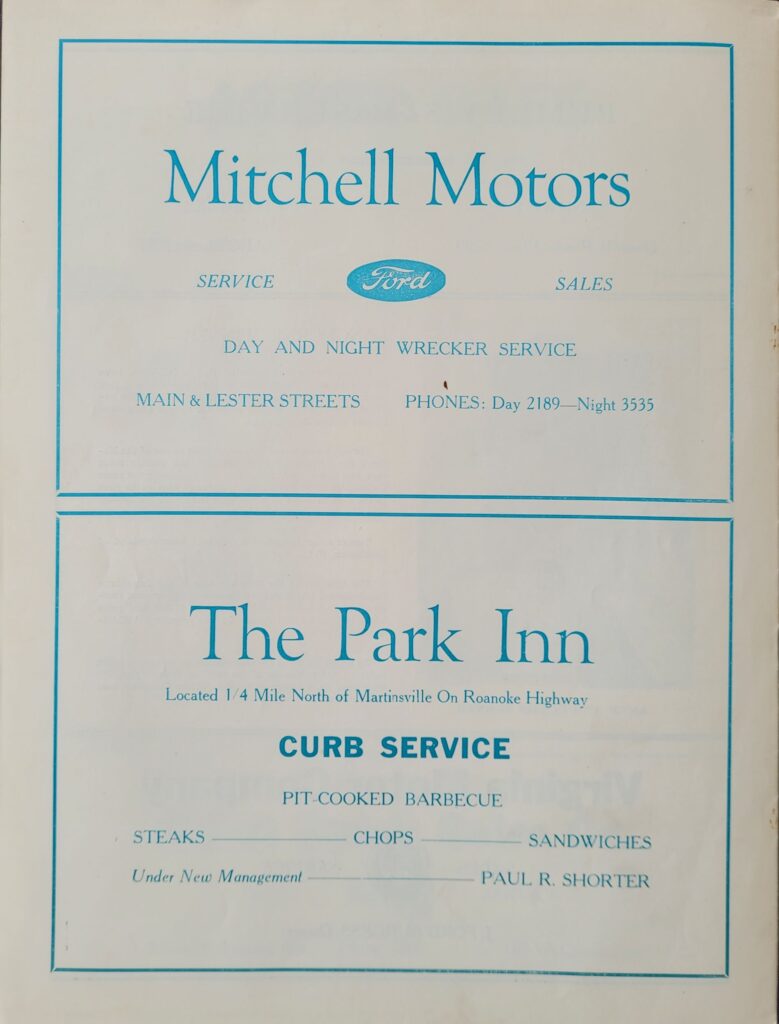 Mitchell Motors
SERVICE Ford SALES
DAY AND NIGHT WRECKER SERVICE
MAIN & LESTER STREETS PHONES: Day 2189—Night 3535
The Park Inn
Located 1/4 Mile North of Martinsville On Roanoke Highway
CURB SERVICE
PIT-COOKED BARBECUE
STEAKS — CHOPS — SANDWICHES
Under New Management — PAUL R. SHORTER